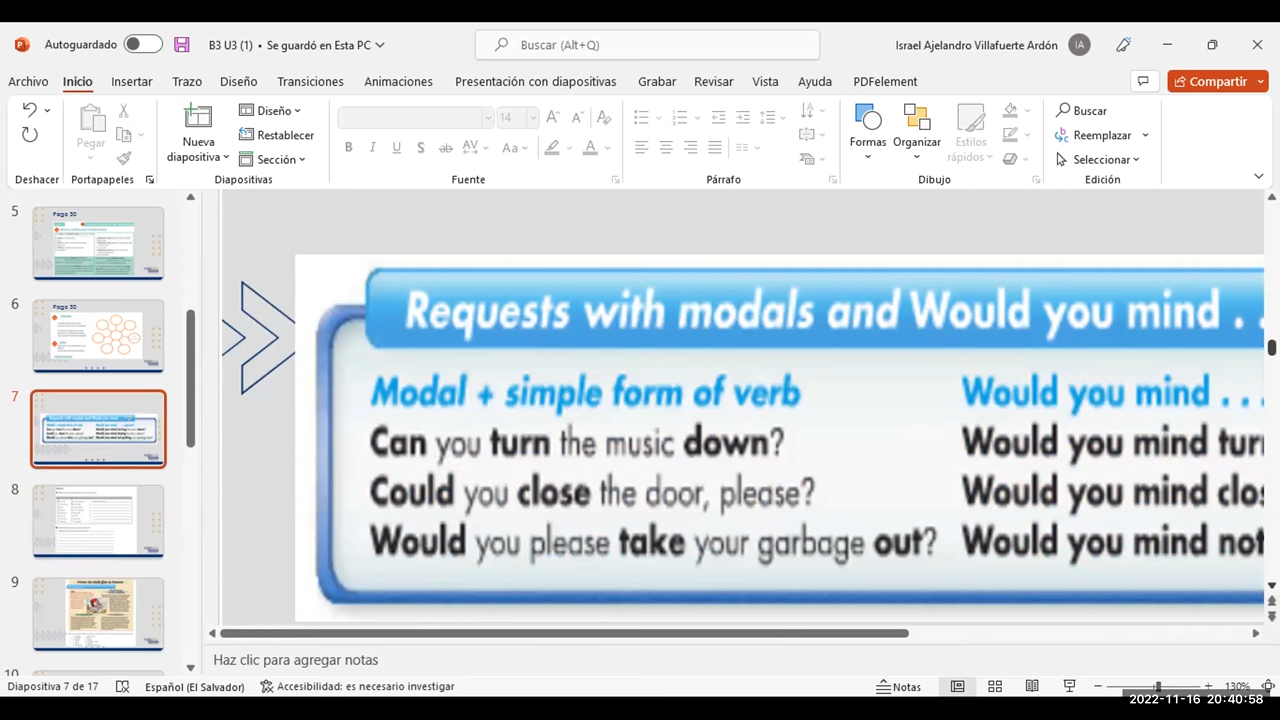 Autoguardado
B3 U3 (1) • Se guardó en Esta PC
Buscar (Alt+Q)
Israel Ajelandro Villafuerte Ardón
IA
Archivo Inicio Insertar Trazo Diseño Transiciones Animaciones Presentación con diapositivas Grabar Revisar Vista Ayuda PDFelement
Compartir
Pegar
Nueva diapositiva
Diseño
Restablecer
Sección
14
Formas
Organizar
Estilos rápidos
Buscar
Reemplazar
Seleccionar
Deshacer Portapapeles Diapositivas Fuente Párrafo Dibujo Edición
5
Page 30
6
Page 30
7
8
9
Requests with modals and Would you mind . .
Modal + simple form of verb
Can you turn the music down?
Could you close the door, please?
Would you please take your garbage out?
Would you mind . . .
Would you mind turn
Would you mind clos
Would you mind not
Haz clic para agregar notas
Diapositiva 7 de 17
Español (El Salvador)
Accesibilidad: es necesario investigar
Notas
130%
2022-11-16 20:40:58